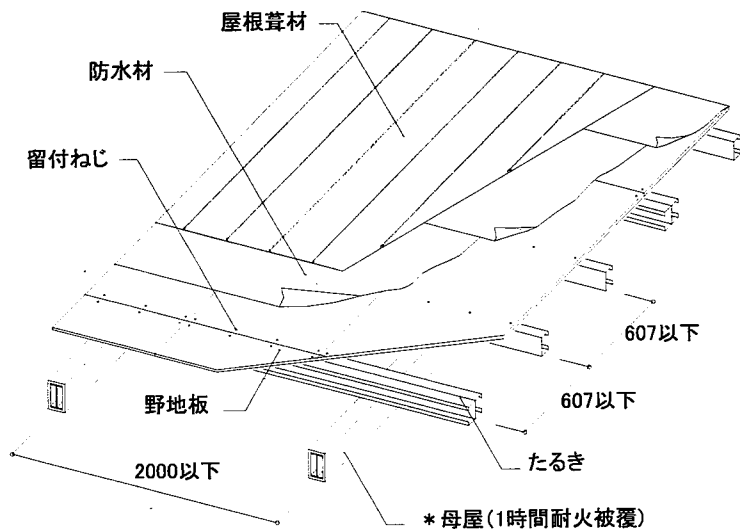 屋根葺材
防水材
留付ねじ
607以下
607以下
野地板
たるき
2000以下
*母屋(1時間耐火被覆)